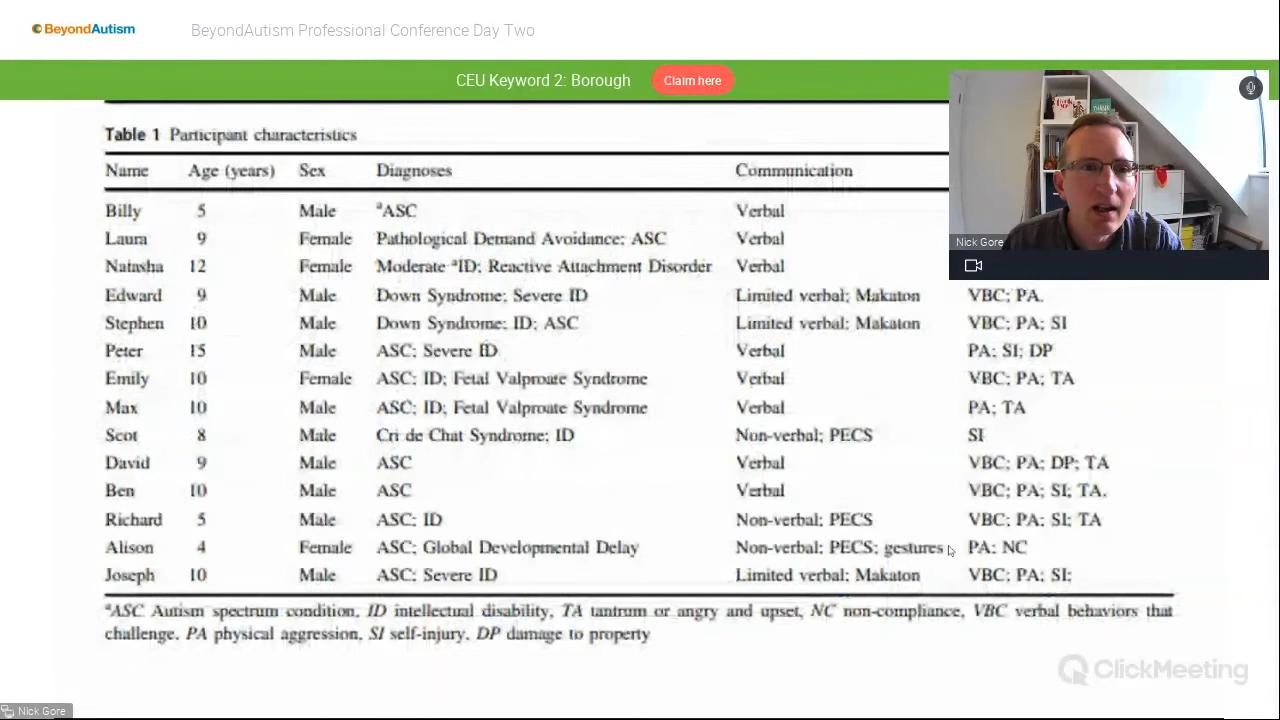 BeyondAutism
BeyondAutism Professional Conference Day Two
CEU Keyword 2: Borough Claim here
Table 1 Participant characteristics
Name Age (years) Sex Diagnoses Communication
Billy 5 Male aASC Verbal
Laura 9 Female Pathological Demand Avoidance; ASC Verbal
Natasha 12 Female Moderate aID; Reactive Attachment Disorder Verbal
Edward 9 Male Down Syndrome; Severe ID Limited verbal; Makaton VBC; PA.
Stephen 10 Male Down Syndrome; ID; ASC Limited verbal; Makaton VBC; PA; SI
Peter 15 Male ASC; Severe ID Verbal PA; SI; DP
Emily 10 Female ASC; ID; Fetal Valproate Syndrome Verbal VBC; PA; TA
Max 10 Male ASC; ID; Fetal Valproate Syndrome Verbal PA; TA
Scot 8 Male Cri de Chat Syndrome; ID Non-verbal; PECS SI
David 9 Male ASC Verbal VBC; PA; DP; TA
Ben 10 Male ASC Verbal VBC; PA; SI; TA.
Richard 5 Male ASC; ID Non-verbal; PECS VBC; PA; SI; TA
Alison 4 Female ASC; Global Developmental Delay Non-verbal; PECS; gestures PA; NC
Joseph 10 Male ASC; Severe ID Limited verbal; Makaton VBC; PA; SI;
aASC Autism spectrum condition, ID intellectual disability, TA tantrum or angry and upset, NC non-compliance, VBC verbal behaviors that
challenge, PA physical aggression, SI self-injury, DP damage to property
Nick Gore
ClickMeeting
Nick Gore